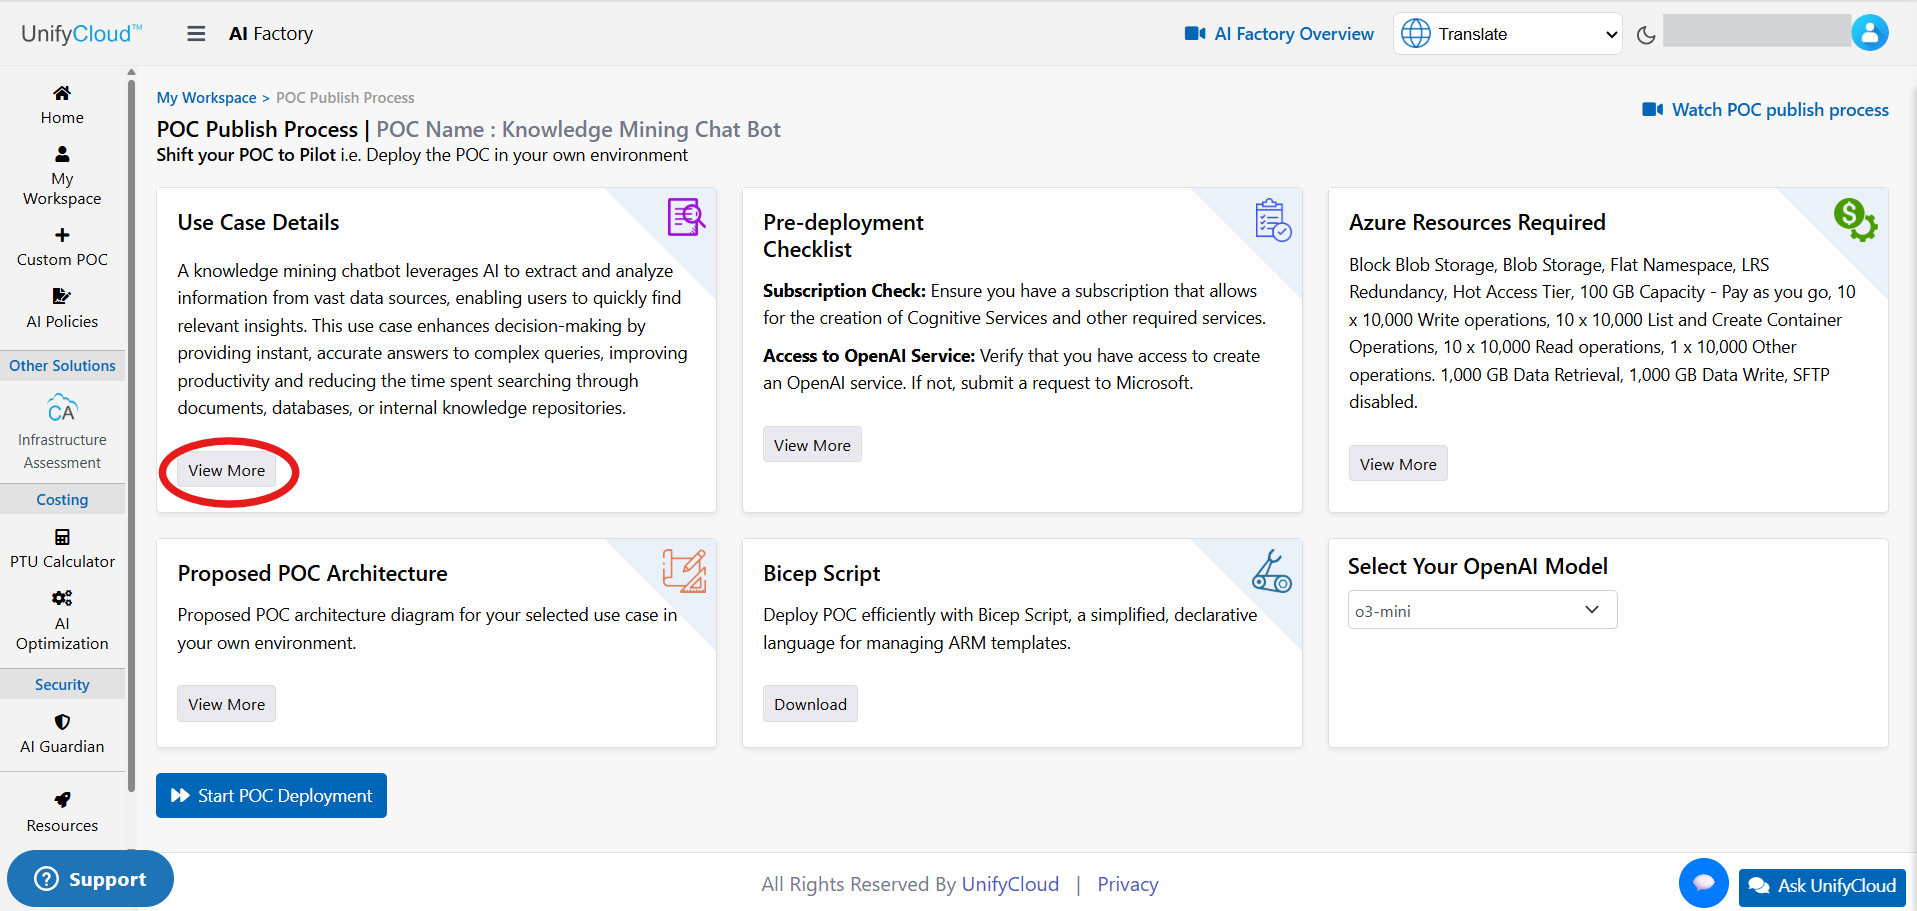 UnifyCloud™
AI Factory
AI Factory Overview
Translate
Home
My
Workspace
Custom POC
AI Policies
Other Solutions
CA
Infrastructure
Assessment
Costing
PTU Calculator
AI
Optimization
Security
AI Guardian
Resources
Support
My Workspace > POC Publish Process
POC Publish Process | POC Name : Knowledge Mining Chat Bot
Shift your POC to Pilot i.e. Deploy the POC in your own environment
Watch POC publish process
Use Case Details
A knowledge mining chatbot leverages AI to extract and analyze
information from vast data sources, enabling users to quickly find
relevant insights. This use case enhances decision-making by
providing instant, accurate answers to complex queries, improving
productivity and reducing the time spent searching through
documents, databases, or internal knowledge repositories.
View More
Pre-deployment
Checklist
Subscription Check: Ensure you have a subscription that allows
for the creation of Cognitive Services and other required services.
Access to OpenAI Service: Verify that you have access to create
an OpenAI service. If not, submit a request to Microsoft.
View More
Azure Resources Required
Block Blob Storage, Blob Storage, Flat Namespace, LRS
Redundancy, Hot Access Tier, 100 GB Capacity - Pay as you go, 10
x 10,000 Write operations, 10 x 10,000 List and Create Container
Operations, 10 x 10,000 Read operations, 1 x 10,000 Other
operations. 1,000 GB Data Retrieval, 1,000 GB Data Write, SFTP
disabled.
View More
Proposed POC Architecture
Proposed POC architecture diagram for your selected use case in
your own environment.
View More
Bicep Script
Deploy POC efficiently with Bicep Script, a simplified, declarative
language for managing ARM templates.
Download
Select Your OpenAI Model
o3-mini
Start POC Deployment
All Rights Reserved By UnifyCloud | Privacy
Ask UnifyCloud